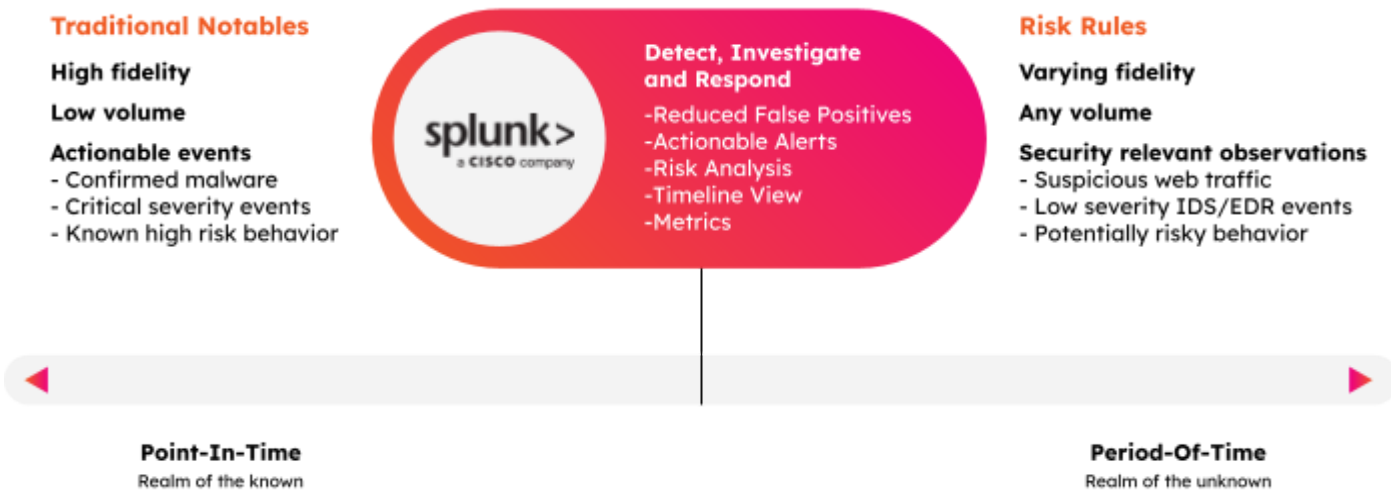 Traditional Notables
High fidelity
Low volume
Actionable events
- Confirmed malware
- Critical severity events
- Known high risk behavior
splunk>
a CISCO company
Detect, Investigate
and Respond
-Reduced False Positives
-Actionable Alerts
-Risk Analysis
-Timeline View
-Metrics
Risk Rules
Varying fidelity
Any volume
Security relevant observations
- Suspicious web traffic
- Low severity IDS/EDR events
- Potentially risky behavior
Point-In-Time
Realm of the known
Period-Of-Time
Realm of the unknown